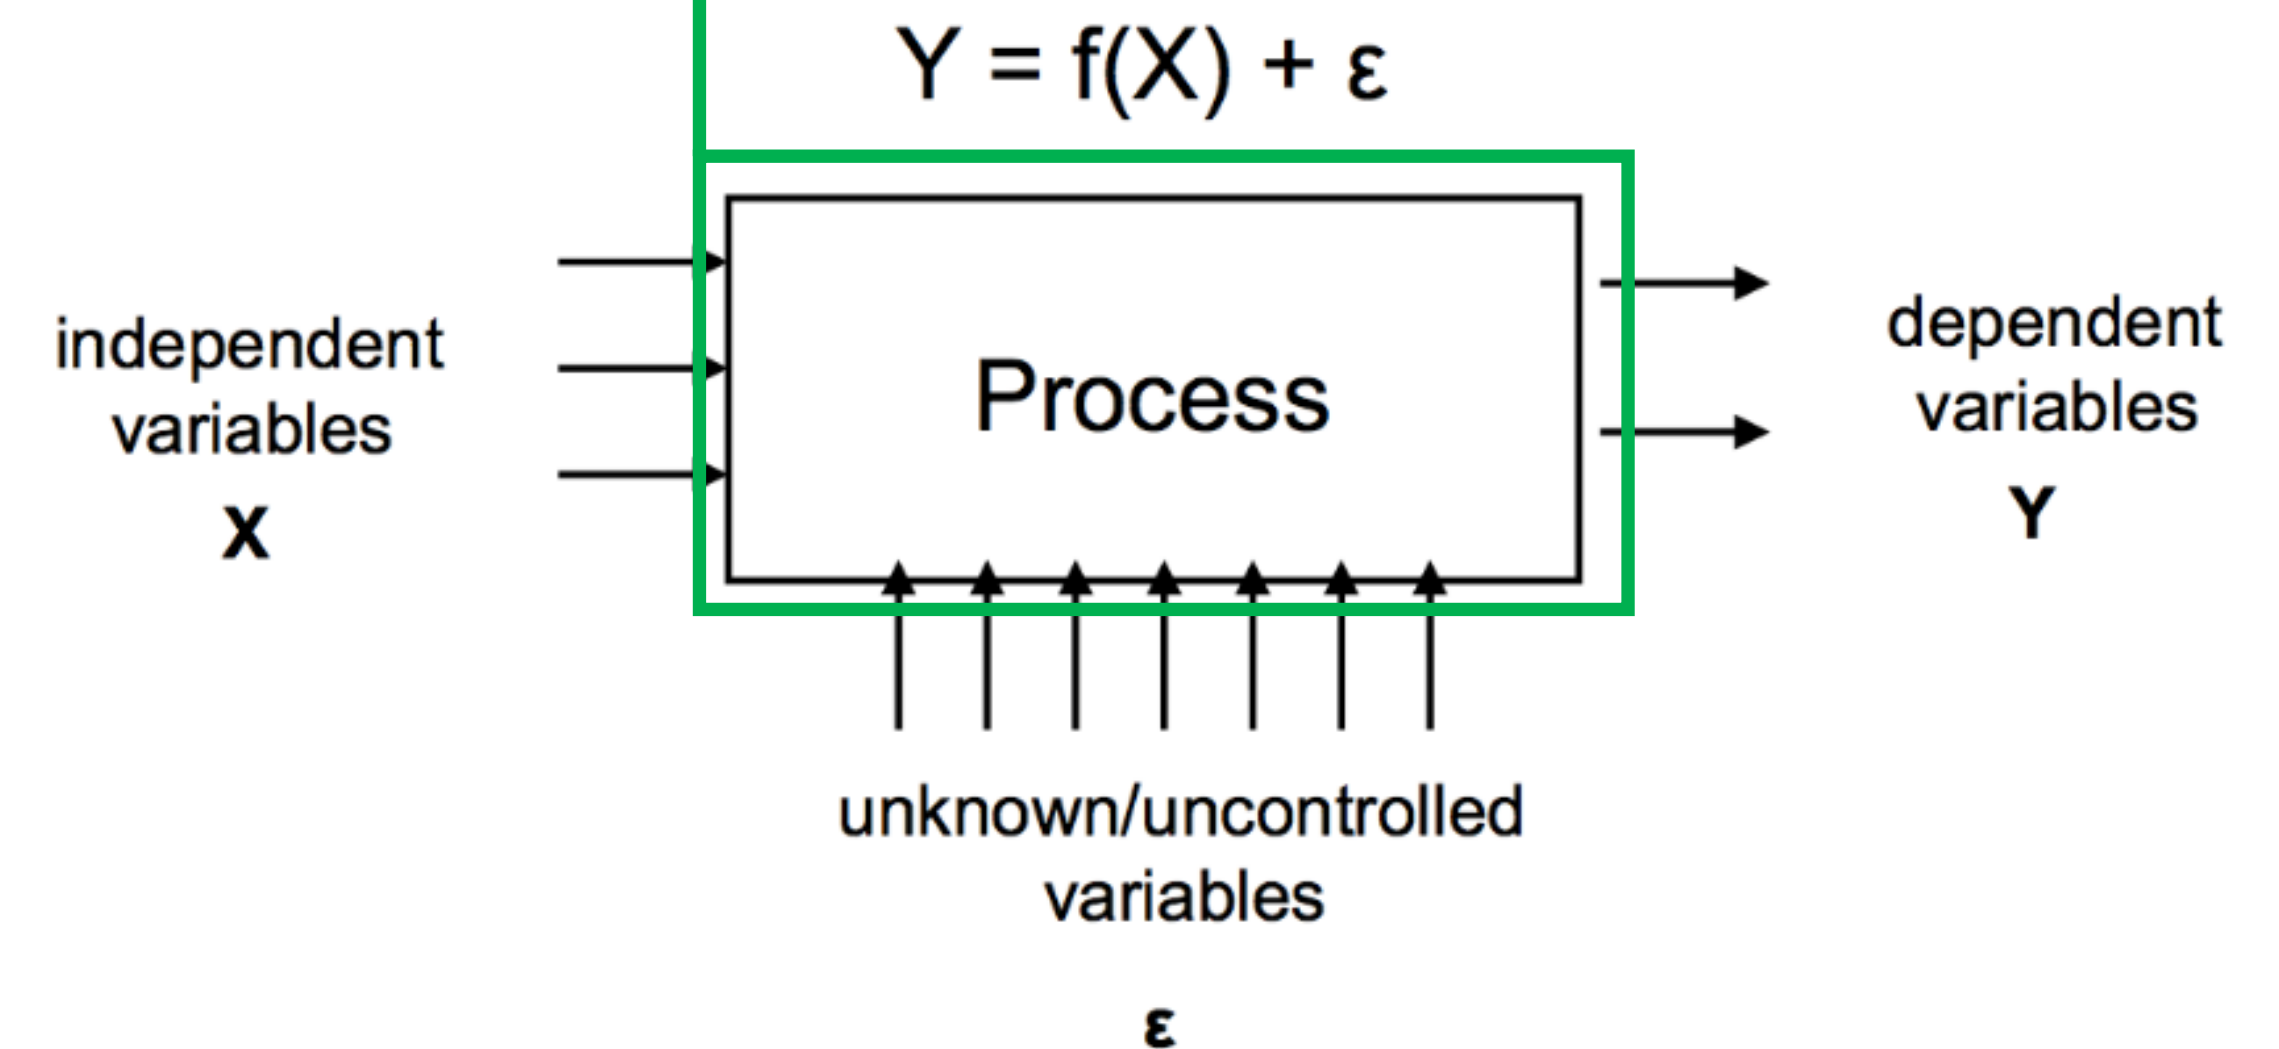 Y = f(X) + ε
independent
variables
X
Process
dependent
variables
Y
unknown/uncontrolled
variables
ε